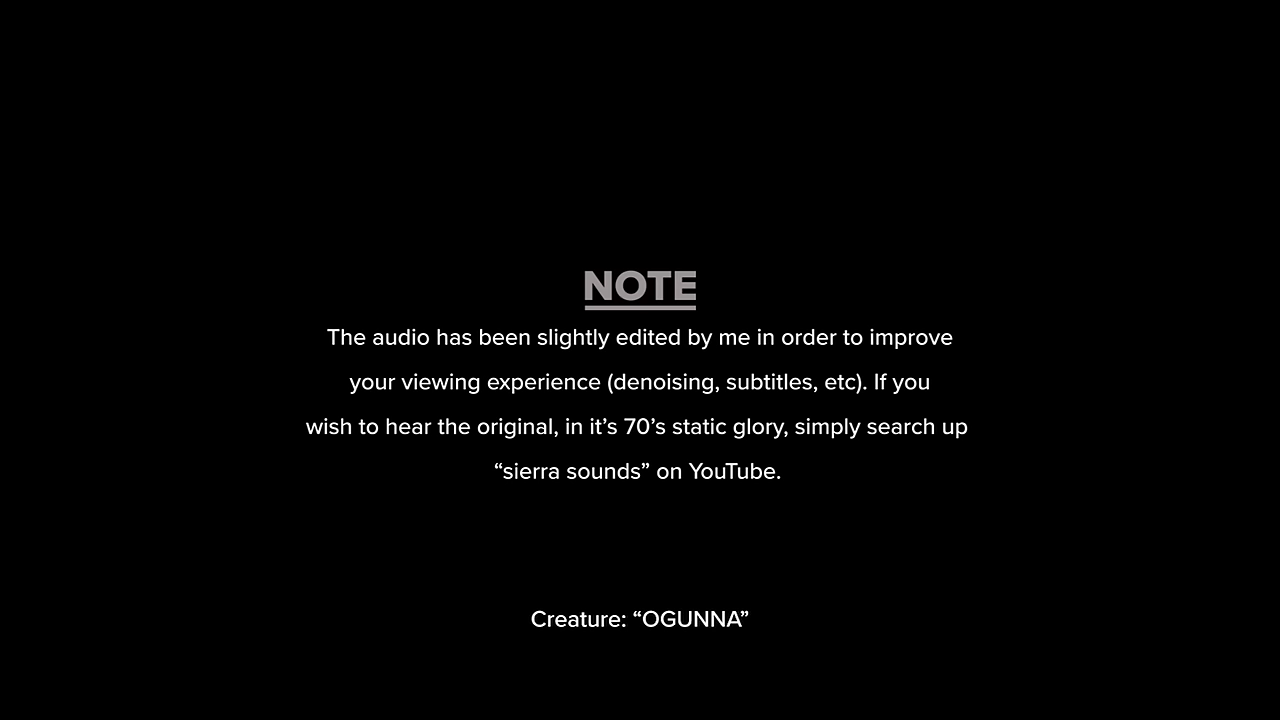 NOTE
The audio has been slightly edited by me in order to improve
your viewing experience (denoising, subtitles, etc). If you
wish to hear the original, in it’s 70’s static glory, simply search up
“sierra sounds” on YouTube.
Creature: “OGUNNA”